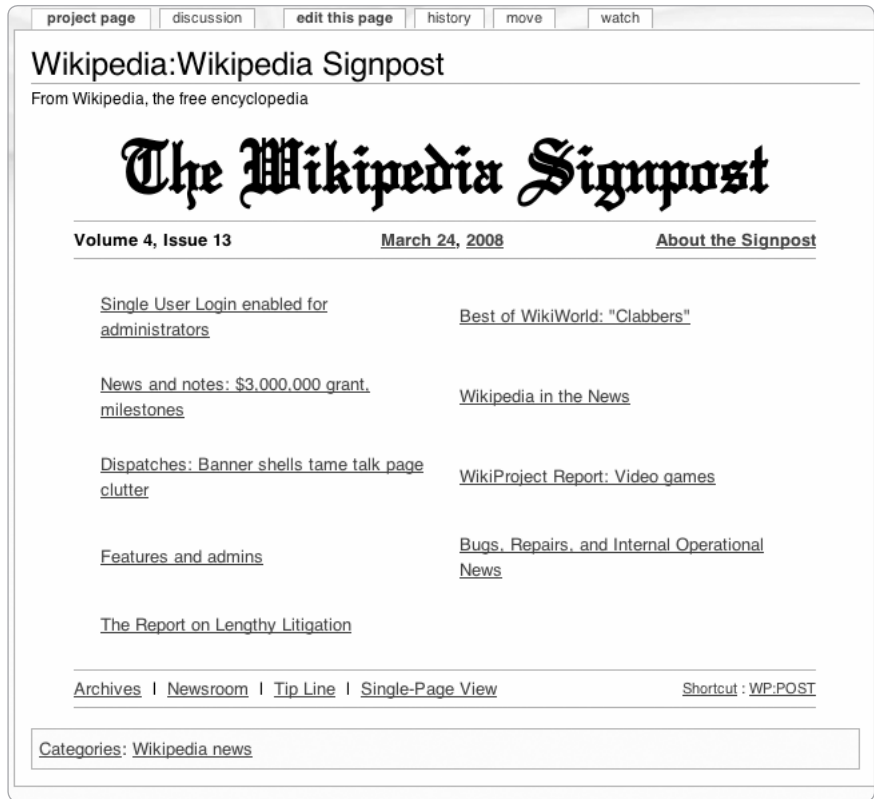 project page discussion edit this page history move watch
Wikipedia:Wikipedia Signpost
From Wikipedia, the free encyclopedia
The Wikipedia Signpost
Volume 4, Issue 13 March 24, 2008 About the Signpost
Single User Login enabled for
administrators
Best of WikiWorld: "Clabbers"
News and notes: $3,000,000 grant,
milestones
Wikipedia in the News
Dispatches: Banner shells tame talk page
clutter
WikiProject Report: Video games
Features and admins
Bugs, Repairs, and Internal Operational
News
The Report on Lengthy Litigation
Archives | Newsroom | Tip Line | Single-Page View Shortcut : WP:POST
Categories: Wikipedia news